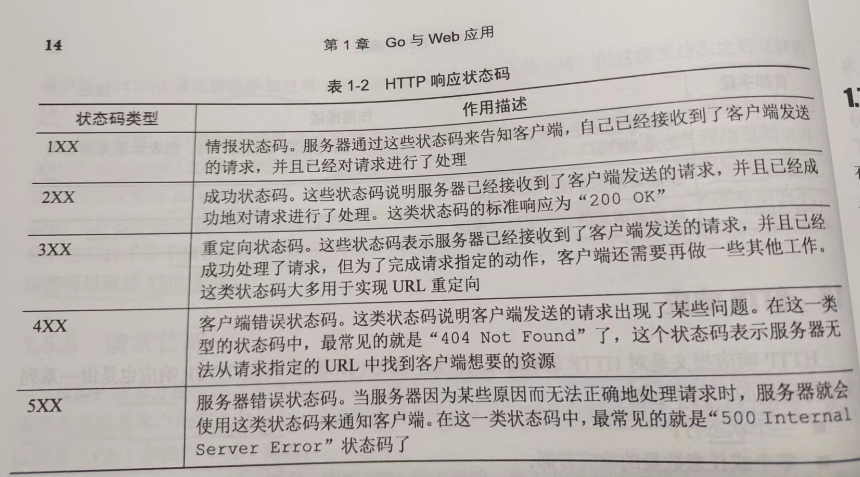 14
第1章 Go与Web应用
表1-2 HTTP响应状态码
状态码类型 作用描述
1XX 情报状态码。服务器通过这些状态码来告知客户端，自己已经接收到了客户端发送
的请求，并且已经对请求进行了处理
2XX 成功状态码。这些状态码说明服务器已经接收到了客户端发送的请求，并且已经成
功地对请求进行了处理。这类状态码的标准响应为“200 OK”
3XX 重定向状态码。这些状态码表示服务器已经接收到了客户端发送的请求，并且已经
成功处理了请求，但为了完成请求指定的动作，客户端还需要再做一些其他工作。
这类状态码大多用于实现URL重定向
4XX 客户端错误状态码。这类状态码说明客户端发送的请求出现了某些问题。在这一类
型的状态码中，最常见的就是“404 Not Found”了，这个状态码表示服务器无
法从请求指定的URL中找到客户端想要的资源
5XX 服务器错误状态码。当服务器因为某些原因而无法正确地处理请求时，服务器就会
使用这类状态码来通知客户端。在这一类状态码中，最常见的就是“500 Internal
Server Error”状态码了